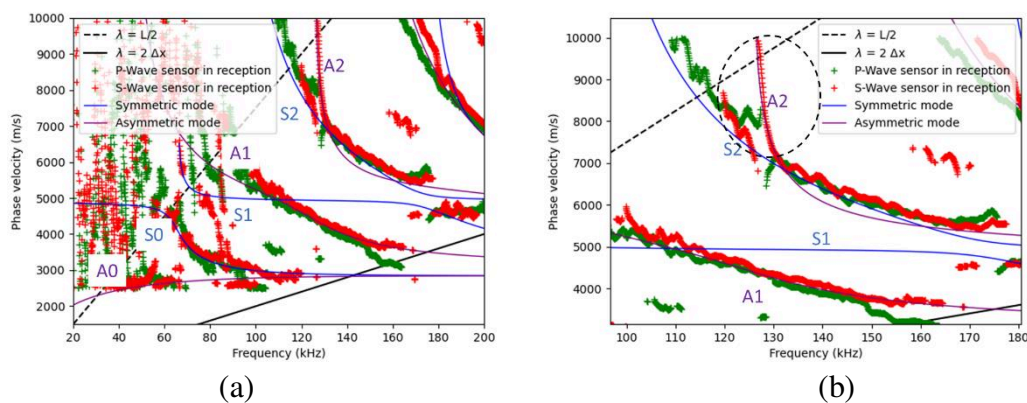 10000
9000
8000
7000
6000
5000
4000
3000
2000
Phase velocity (m/s)
λ = L/2
λ = 2 Δx
P-Wave sensor in reception
S-Wave sensor in reception
Symmetric mode
Asymmetric mode
A2
S2
A1
S1
S0
A0
20 40 60 80 100 120 140 160 180 200
Frequency (kHz)
(a)
10000
9000
8000
7000
6000
5000
4000
Phase velocity (m/s)
λ = L/2
λ = 2 Δx
P-Wave sensor in reception
S-Wave sensor in reception
Symmetric mode
Asymmetric mode
A2
S2
S1
A1
100 110 120 130 140 150 160 170 180
Frequency (kHz)
(b)